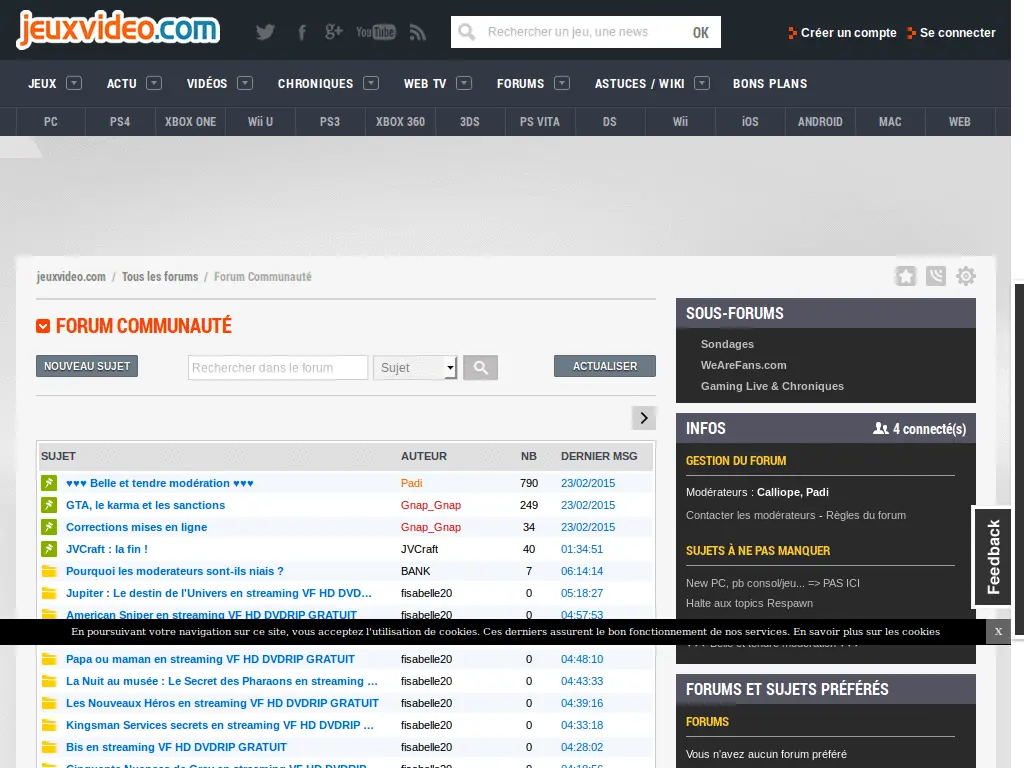 jeuxvideo.com
You Tube
Rechercher un jeu, une news
OK
Créer un compte
Se connecter
JEUX
ACTU
VIDÉOS
CHRONIQUES
WEB TV
FORUMS
ASTUCES / WIKI
BONS PLANS
PC
PS4
XBOX ONE
Wii U
PS3
XBOX 360
3DS
PS VITA
DS
Wii
iOS
ANDROID
MAC
WEB
jeuxvideo.com / Tous les forums / Forum Communauté
FORUM COMMUNAUTÉ
NOUVEAU SUJET
Rechercher dans le forum
Sujet
ACTUALISER
SUJET AUTEUR NB DERNIER MSG
♥♥♥ Belle et tendre modération ♥♥♥ Padi 790 23/02/2015
GTA, le karma et les sanctions Gnap_Gnap 249 23/02/2015
Corrections mises en ligne Gnap_Gnap 34 23/02/2015
JVCraft : la fin ! JVCraft 40 01:34:51
Pourquoi les moderateurs sont-ils niais ? BANK 7 06:14:14
Jupiter : Le destin de l'Univers en streaming VF HD DVD... fisabelle20 0 05:18:27
American Sniper en streaming VF HD DVDRIP GRATUIT fisabelle20 0 04:57:53
Papa ou maman en streaming VF HD DVDRIP GRATUIT fisabelle20 0 04:48:10
La Nuit au musée : Le Secret des Pharaons en streaming ... fisabelle20 0 04:43:33
Les Nouveaux Héros en streaming VF HD DVDRIP GRATUIT fisabelle20 0 04:39:16
Kingsman Services secrets en streaming VF HD DVDRIP ... fisabelle20 0 04:33:18
Bis en streaming VF HD DVDRIP GRATUIT fisabelle20 0 04:28:02
Cinquante Nuances de Grey en streaming VF HD DVDRIP... fisabelle20 0 04:18:56
SOUS-FORUMS
Sondages
WeAreFans.com
Gaming Live & Chroniques
INFOS
4 connecté(s)
GESTION DU FORUM
Modérateurs : Calliope, Padi
Contacter les modérateurs - Règles du forum
SUJETS À NE PAS MANQUER
New PC, pb consol/jeu... => PAS ICI
Halte aux topics Respawn
♥♥♥ Belle et tendre modération ♥♥♥
FORUMS ET SUJETS PRÉFÉRÉS
FORUMS
Vous n'avez aucun forum préféré
Feedback
En poursuivant votre navigation sur ce site, vous acceptez l'utilisation de cookies. Ces derniers assurent le bon fonctionnement de nos services. En savoir plus sur les cookies
X